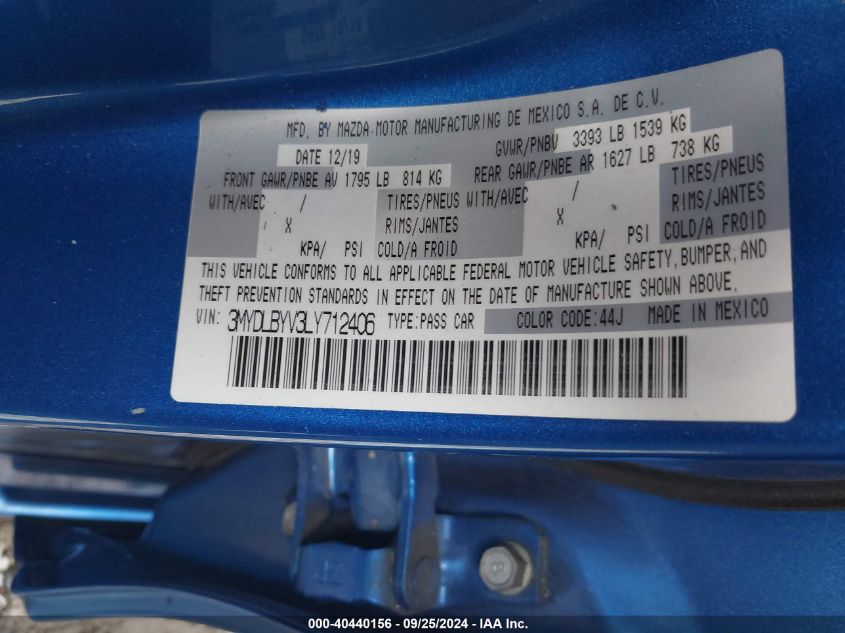 MFD. BY MAZDA MOTOR MANUFACTURING DE MEXICO S.A. DE C.V.
DATE 12/19 GVWR/PNBV 3393 LB 1539 KG
FRONT GAWR/PNBE AV 1795 LB 814 KG REAR GAWR/PNBE AR 1627 LB 738 KG
WITH/AVEC / TIRES/PNEUS WITH/AVEC / TIRES/PNEUS
X RIMS/JANTES X RIMS/JANTES
KPA/ PSI COLD/A FROID KPA/ PSI COLD/A FROID
THIS VEHICLE CONFORMS TO ALL APPLICABLE FEDERAL MOTOR VEHICLE SAFETY, BUMPER, AND
THEFT PREVENTION STANDARDS IN EFFECT ON THE DATE OF MANUFACTURE SHOWN ABOVE.
VIN: 3MYDLBYV3LY712406 TYPE:PASS CAR COLOR CODE:44J MADE IN MEXICO
000-40440156 - 09/25/2024 - IAA Inc.